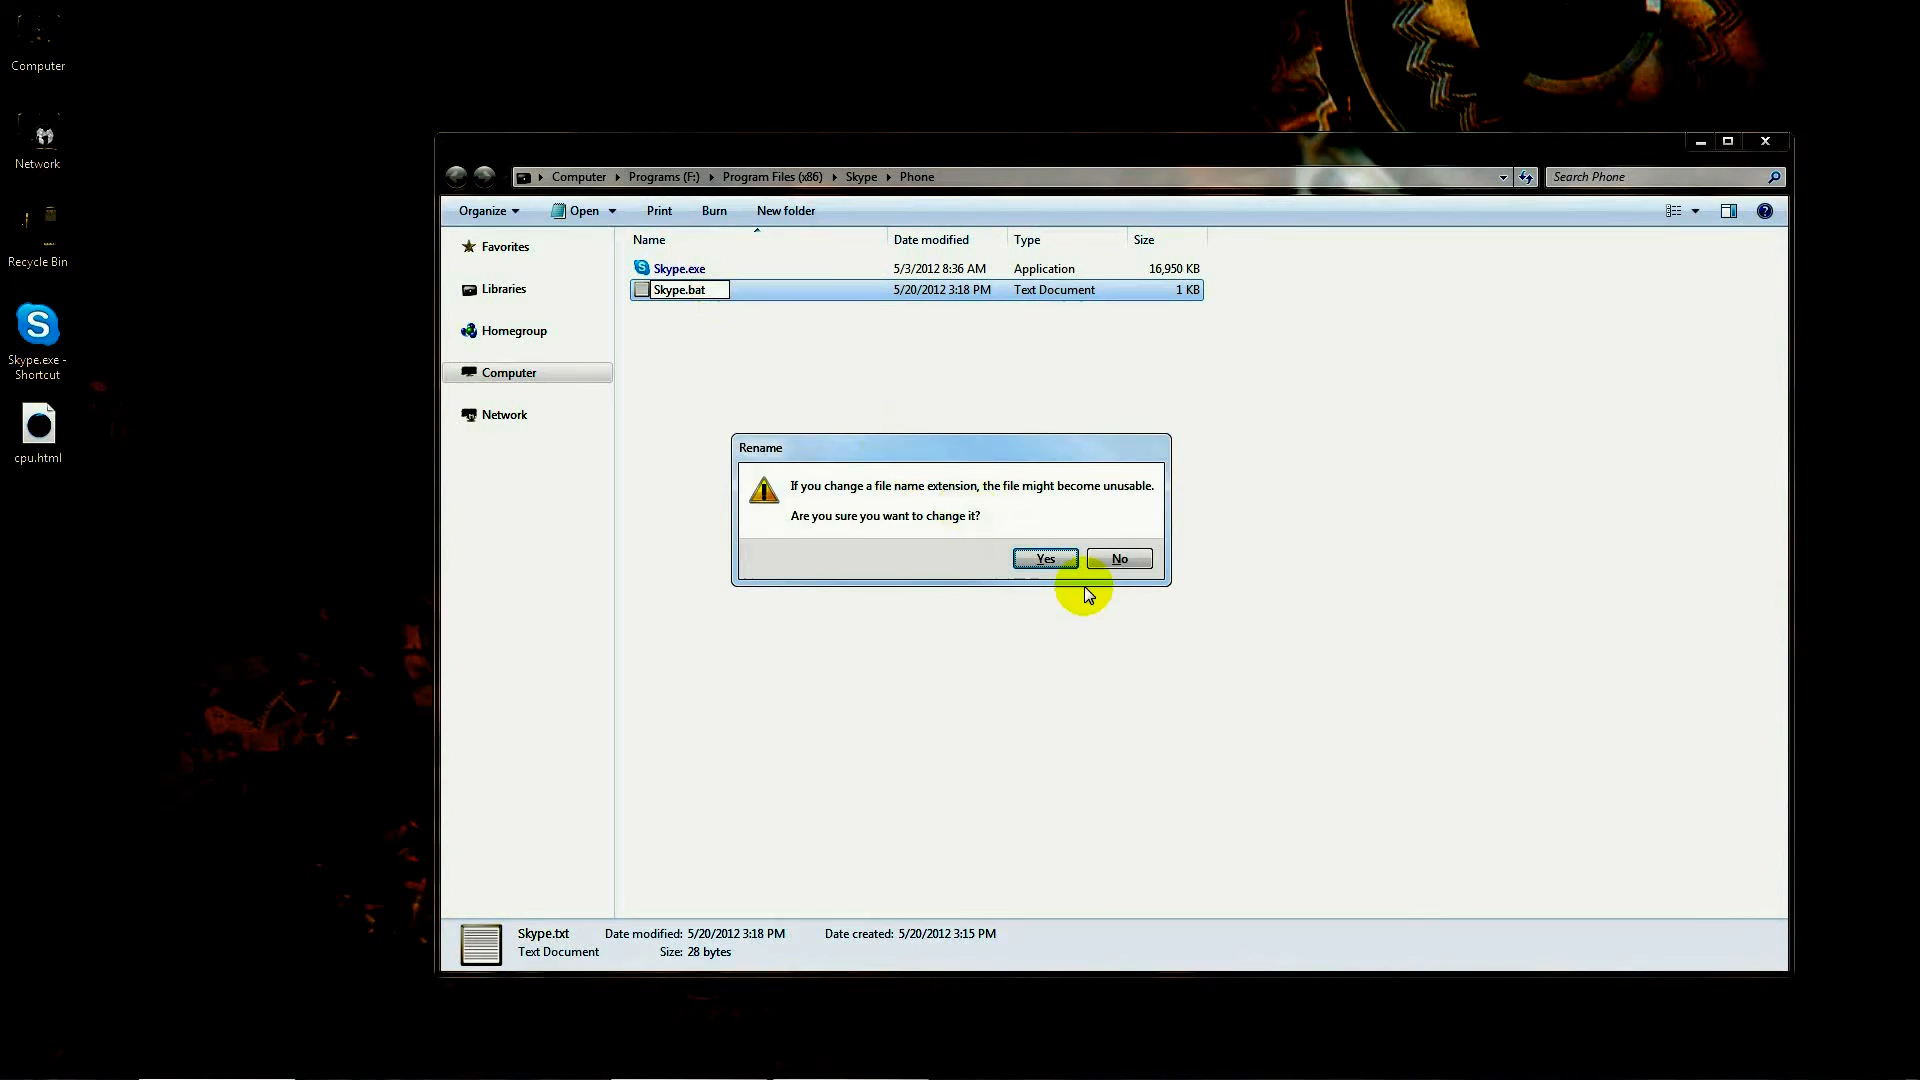 Computer
Network
Recycle Bin
Skype.exe -
Shortcut
cpu.html
Computer Programs (F:) Program Files (x86) Skype Phone
Search Phone
Organize Open Print Burn New folder
Favorites
Libraries
Homegroup
Computer
Network
Name Date modified Type Size
Skype.exe 5/3/2012 8:36 AM Application 16,950 KB
Skype.bat 5/20/2012 3:18 PM Text Document 1 KB
Rename
If you change a file name extension, the file might become unusable.
Are you sure you want to change it?
Yes No
Skype.txt Date modified: 5/20/2012 3:18 PM Date created: 5/20/2012 3:15 PM
Text Document Size: 28 bytes